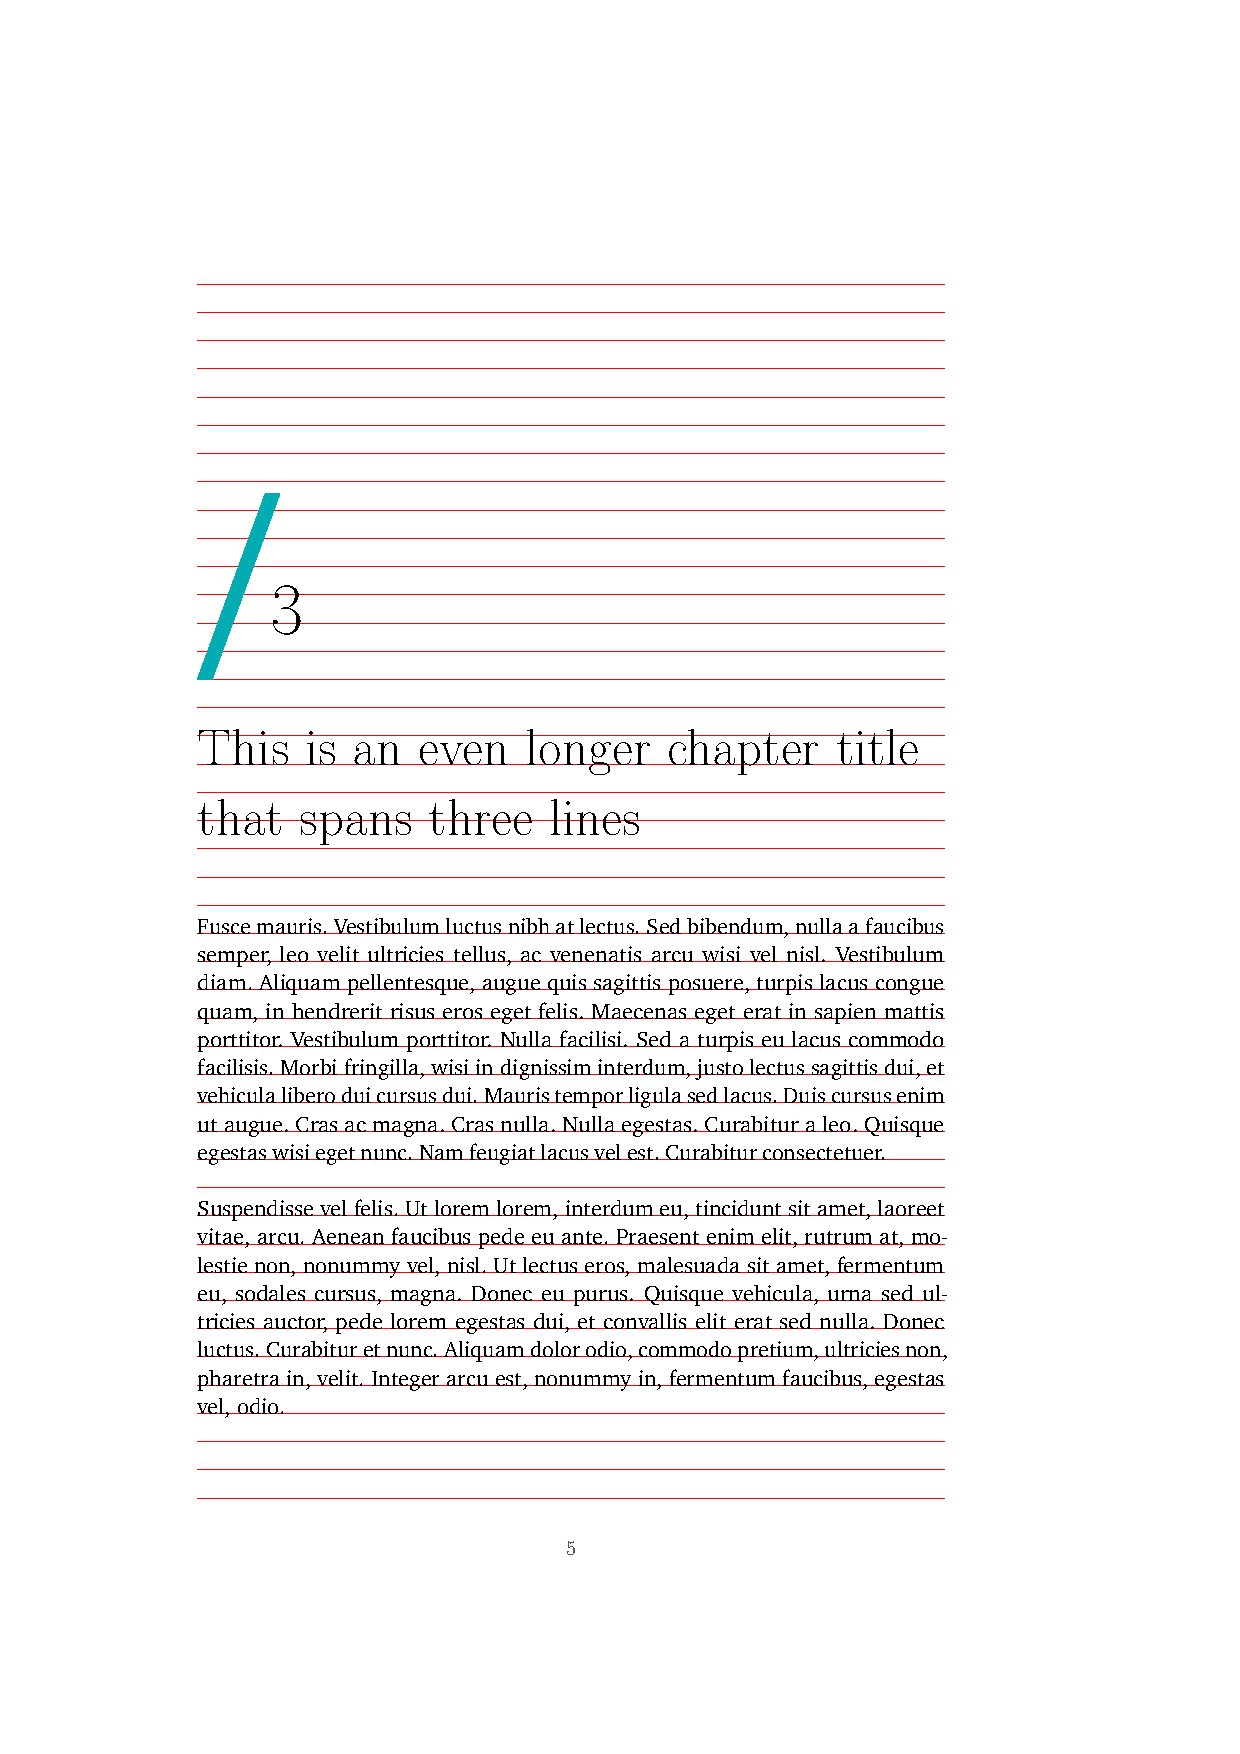 3
This is an even longer chapter title
that spans three lines
Fusce mauris. Vestibulum luctus nibh at lectus. Sed bibendum, nulla a faucibus
semper, leo velit ultricies tellus, ac venenatis arcu wisi vel nisl. Vestibulum
diam. Aliquam pellentesque, augue quis sagittis posuere, turpis lacus congue
quam, in hendrerit risus eros eget felis. Maecenas eget erat in sapien mattis
porttitor. Vestibulum porttitor. Nulla facilisi. Sed a turpis eu lacus commodo
facilisis. Morbi fringilla, wisi in dignissim interdum, justo lectus sagittis dui, et
vehicula libero dui cursus dui. Mauris tempor ligula sed lacus. Duis cursus enim
ut augue. Cras ac magna. Cras nulla. Nulla egestas. Curabitur a leo. Quisque
egestas wisi eget nunc. Nam feugiat lacus vel est. Curabitur consectetuer.
Suspendisse vel felis. Ut lorem lorem, interdum eu, tincidunt sit amet, laoreet
vitae, arcu. Aenean faucibus pede eu ante. Praesent enim elit, rutrum at, mo-
lestie non, nonummy vel, nisl. Ut lectus eros, malesuada sit amet, fermentum
eu, sodales cursus, magna. Donec eu purus. Quisque vehicula, urna sed ul-
tricies auctor, pede lorem egestas dui, et convallis elit erat sed nulla. Donec
luctus. Curabitur et nunc. Aliquam dolor odio, commodo pretium, ultricies non,
pharetra in, velit. Integer arcu est, nonummy in, fermentum faucibus, egestas
vel, odio.
5